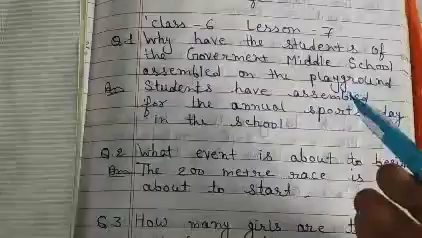 'class - 6 Lesson - 7
Q.1 Why have the students of
the Goverment Middle School
assembled on the playground
Ans Students have assembled
for the annual sports day
in the school
Q.2 What event is about to
Ans The 200 metre race is
about to start.
Q.3 How many girls are